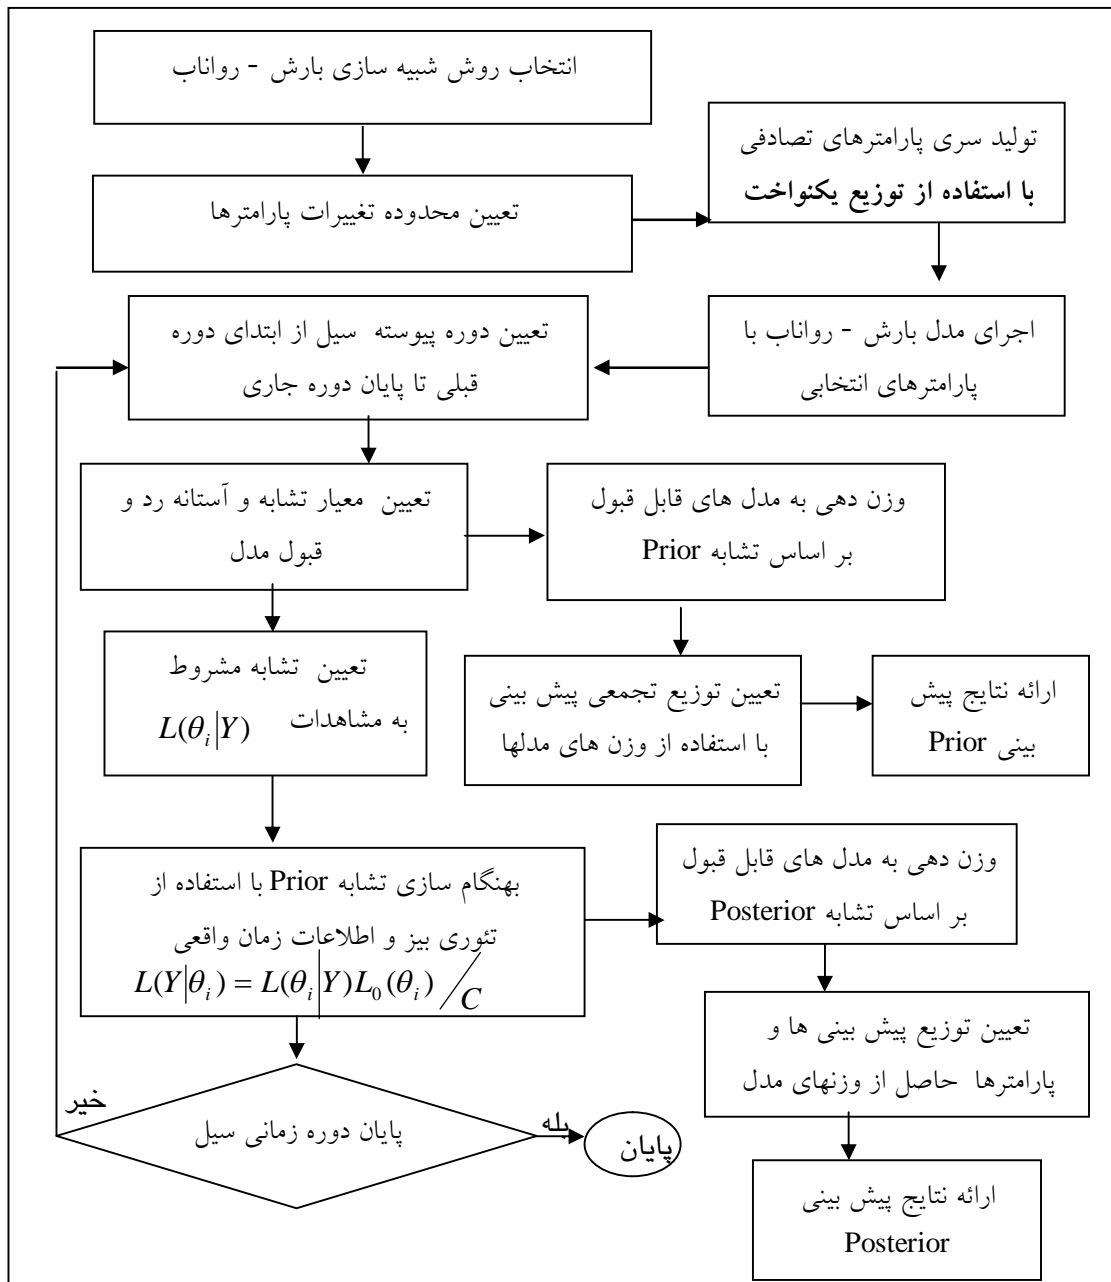 انتخاب روش شبیه سازی بارش - رواناب
تولید سری پارامترهای تصادفی
با استفاده از توزیع یکنواخت
تعیین محدوده تغییرات پارامترها
اجرای مدل بارش - رواناب با
پارامترهای انتخابی
تعیین دوره پیوسته سیل از ابتدای دوره
قبلی تا پایان دوره جاری
تعیین معیار تشابه و آستانه رد و
قبول مدل
وزن دهی به مدل های قابل قبول
بر اساس تشابه Prior
تعیین تشابه مشروط
به مشاهدات L(θ_i|Y)
تعیین توزیع تجمعی پیش بینی
با استفاده از وزن های مدلها
ارائه نتایج پیش
بینی Prior
بهنگام سازی تشابه Prior با استفاده از
تئوری بیز و اطلاعات زمان واقعی
L(Y|θ_i) = L(θ_i|Y)L_0(θ_i)/C
وزن دهی به مدل های قابل قبول
بر اساس تشابه Posterior
تعیین توزیع پیش بینی ها و
پارامترها حاصل از وزنهای مدل
پایان دوره زمانی سیل
خیر
بله
پایان
ارائه نتایج پیش بینی
Posterior